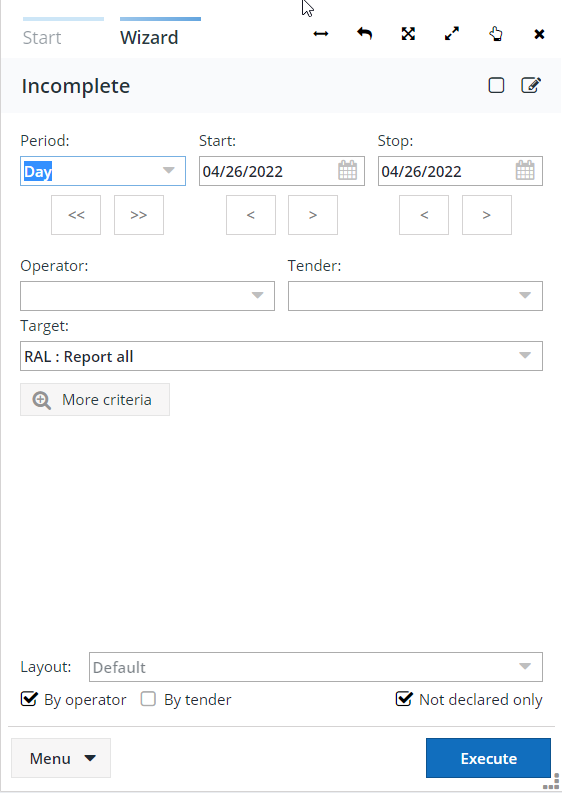 Start Wizard
Incomplete
Period: Start: Stop:
Day 04/26/2022 04/26/2022
<< >> < > < >
Operator: Tender:
Target:
RAL : Report all
More criteria
Layout: Default
By operator By tender Not declared only
Menu Execute